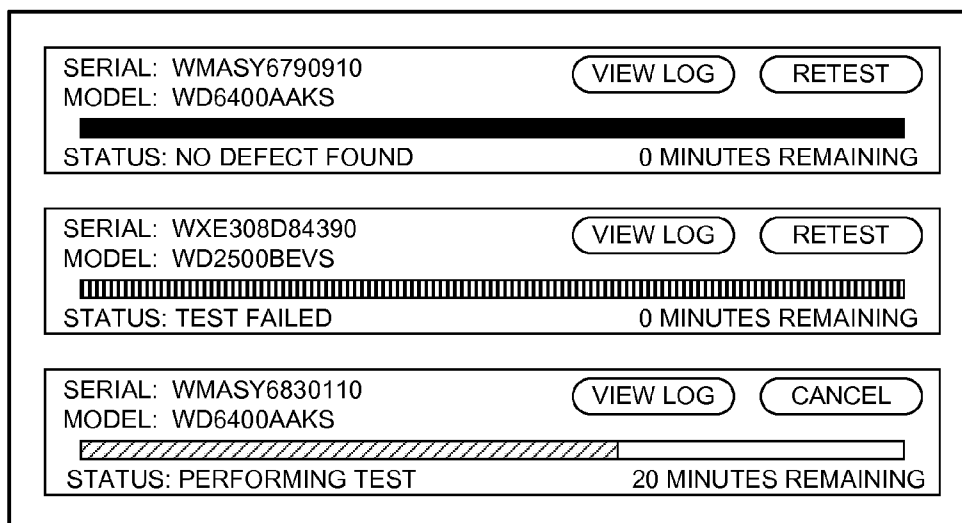 SERIAL: WMASY6790910 VIEW LOG RETEST
MODEL: WD6400AAKS
STATUS: NO DEFECT FOUND 0 MINUTES REMAINING
SERIAL: WXE308D84390 VIEW LOG RETEST
MODEL: WD2500BEVS
STATUS: TEST FAILED 0 MINUTES REMAINING
SERIAL: WMASY6830110 VIEW LOG CANCEL
MODEL: WD6400AAKS
STATUS: PERFORMING TEST 20 MINUTES REMAINING